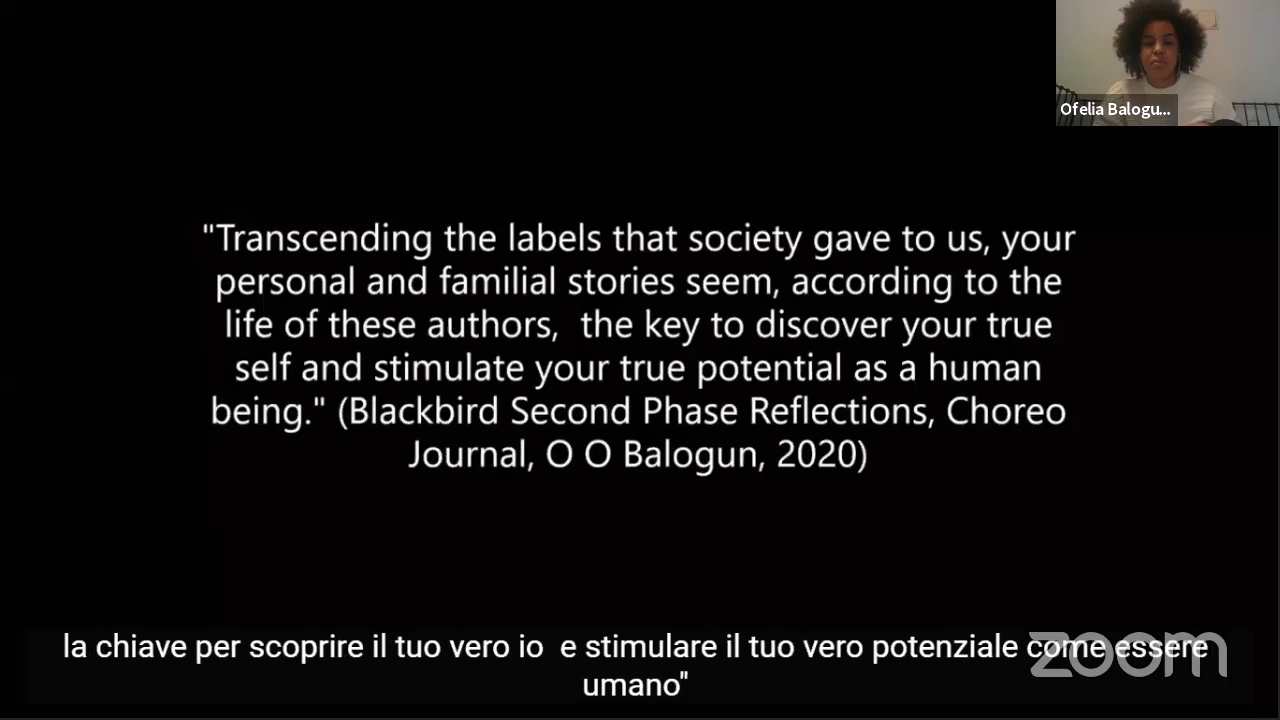 Ofelia Balogu...
"Transcending the labels that society gave to us, your
personal and familial stories seem, according to the
life of these authors,  the key to discover your true
self and stimulate your true potential as a human
being." (Blackbird Second Phase Reflections, Choreo
Journal, O O Balogun, 2020)
la chiave per scoprire il tuo vero io  e stimulare il tuo vero potenziale come essere
umano"
zoom